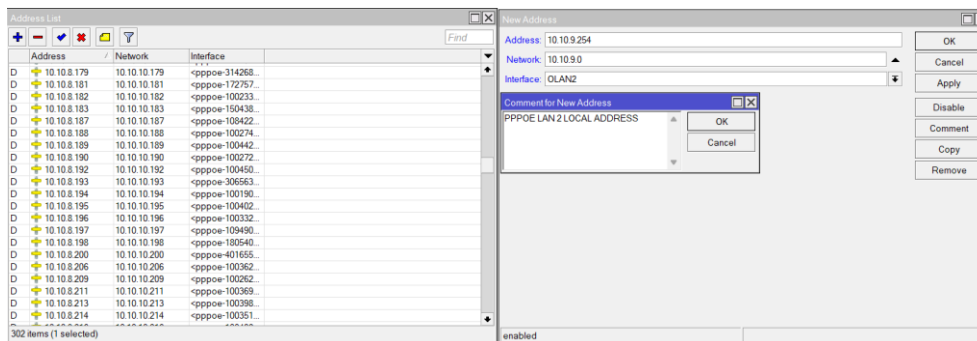 Address List
Find
Address / Network Interface
D 10.10.8.179 10.10.10.179 <pppoe-314268...
D 10.10.8.181 10.10.10.181 <pppoe-172757...
D 10.10.8.182 10.10.10.182 <pppoe-100233...
D 10.10.8.183 10.10.10.183 <pppoe-150438...
D 10.10.8.187 10.10.10.187 <pppoe-108422...
D 10.10.8.188 10.10.10.188 <pppoe-100274...
D 10.10.8.189 10.10.10.189 <pppoe-100442...
D 10.10.8.190 10.10.10.190 <pppoe-100272...
D 10.10.8.192 10.10.10.192 <pppoe-100450...
D 10.10.8.193 10.10.10.193 <pppoe-306563...
D 10.10.8.194 10.10.10.194 <pppoe-100190...
D 10.10.8.195 10.10.10.195 <pppoe-100402...
D 10.10.8.196 10.10.10.196 <pppoe-100332...
D 10.10.8.197 10.10.10.197 <pppoe-109490...
D 10.10.8.198 10.10.10.198 <pppoe-180540...
D 10.10.8.200 10.10.10.200 <pppoe-401655...
D 10.10.8.206 10.10.10.206 <pppoe-100362...
D 10.10.8.209 10.10.10.209 <pppoe-100262...
D 10.10.8.211 10.10.10.211 <pppoe-100369...
D 10.10.8.213 10.10.10.213 <pppoe-100398...
D 10.10.8.214 10.10.10.214 <pppoe-100351...
302 items (1 selected)
New Address
Address: 10.10.9.254
Network: 10.10.9.0
Interface: OLAN2
OK
Cancel
Apply
Disable
Comment
Copy
Remove
Comment for New Address
PPPOE LAN 2 LOCAL ADDRESS
OK
Cancel
enabled